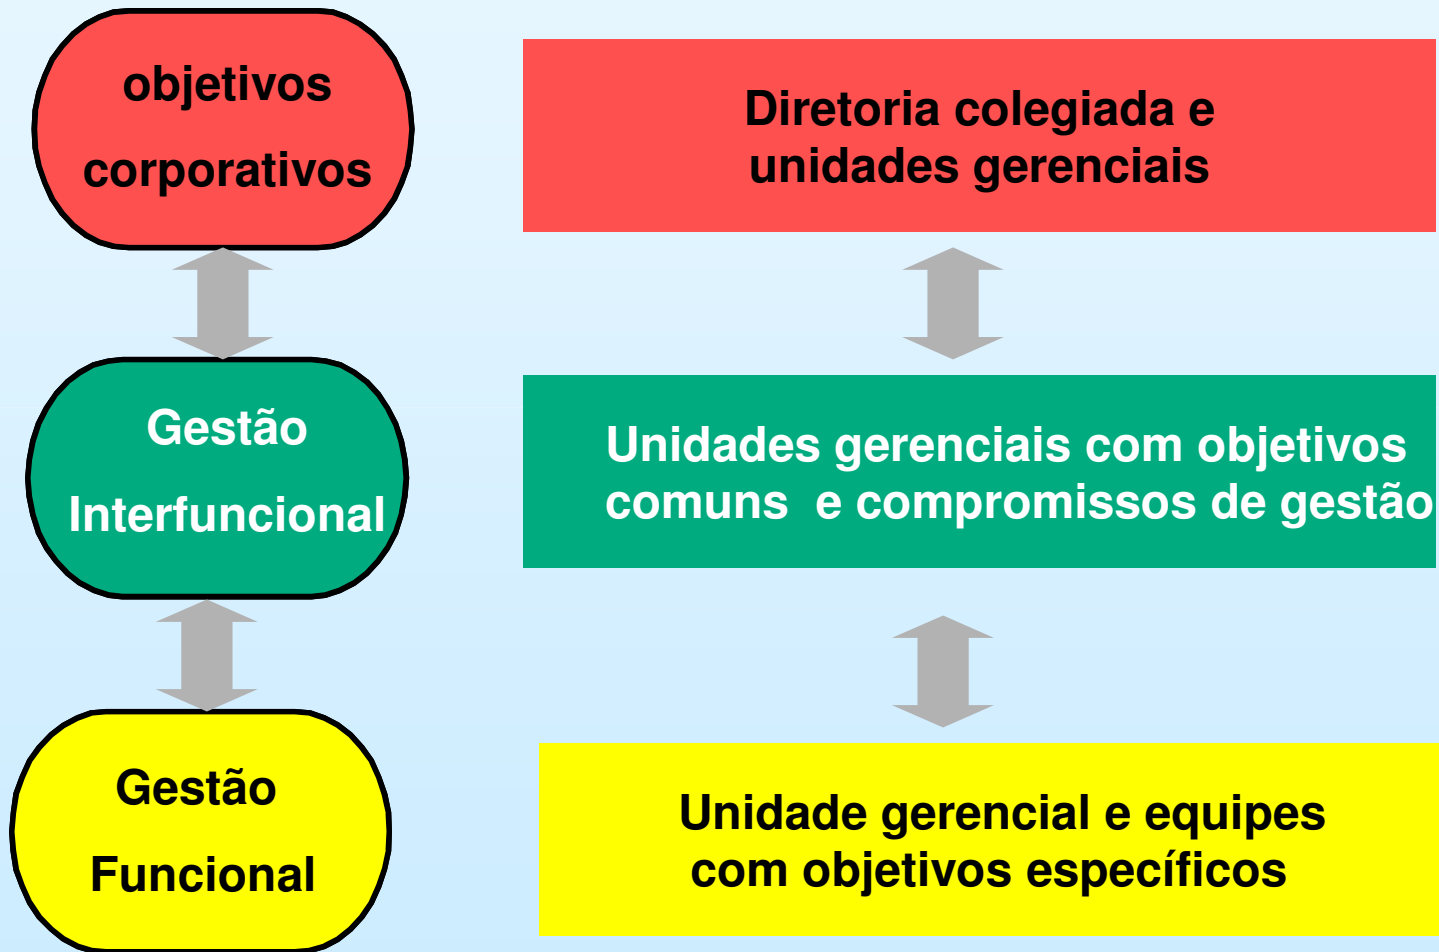 objetivos
corporativos
Diretoria colegiada e
unidades gerenciais
Gestão
Interfuncional
Unidades gerenciais com objetivos
comuns e compromissos de gestão
Gestão
Funcional
Unidade gerencial e equipes
com objetivos específicos